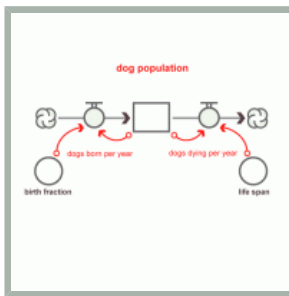 dog population
dogs born per year
dogs dying per year
birth fraction
life span